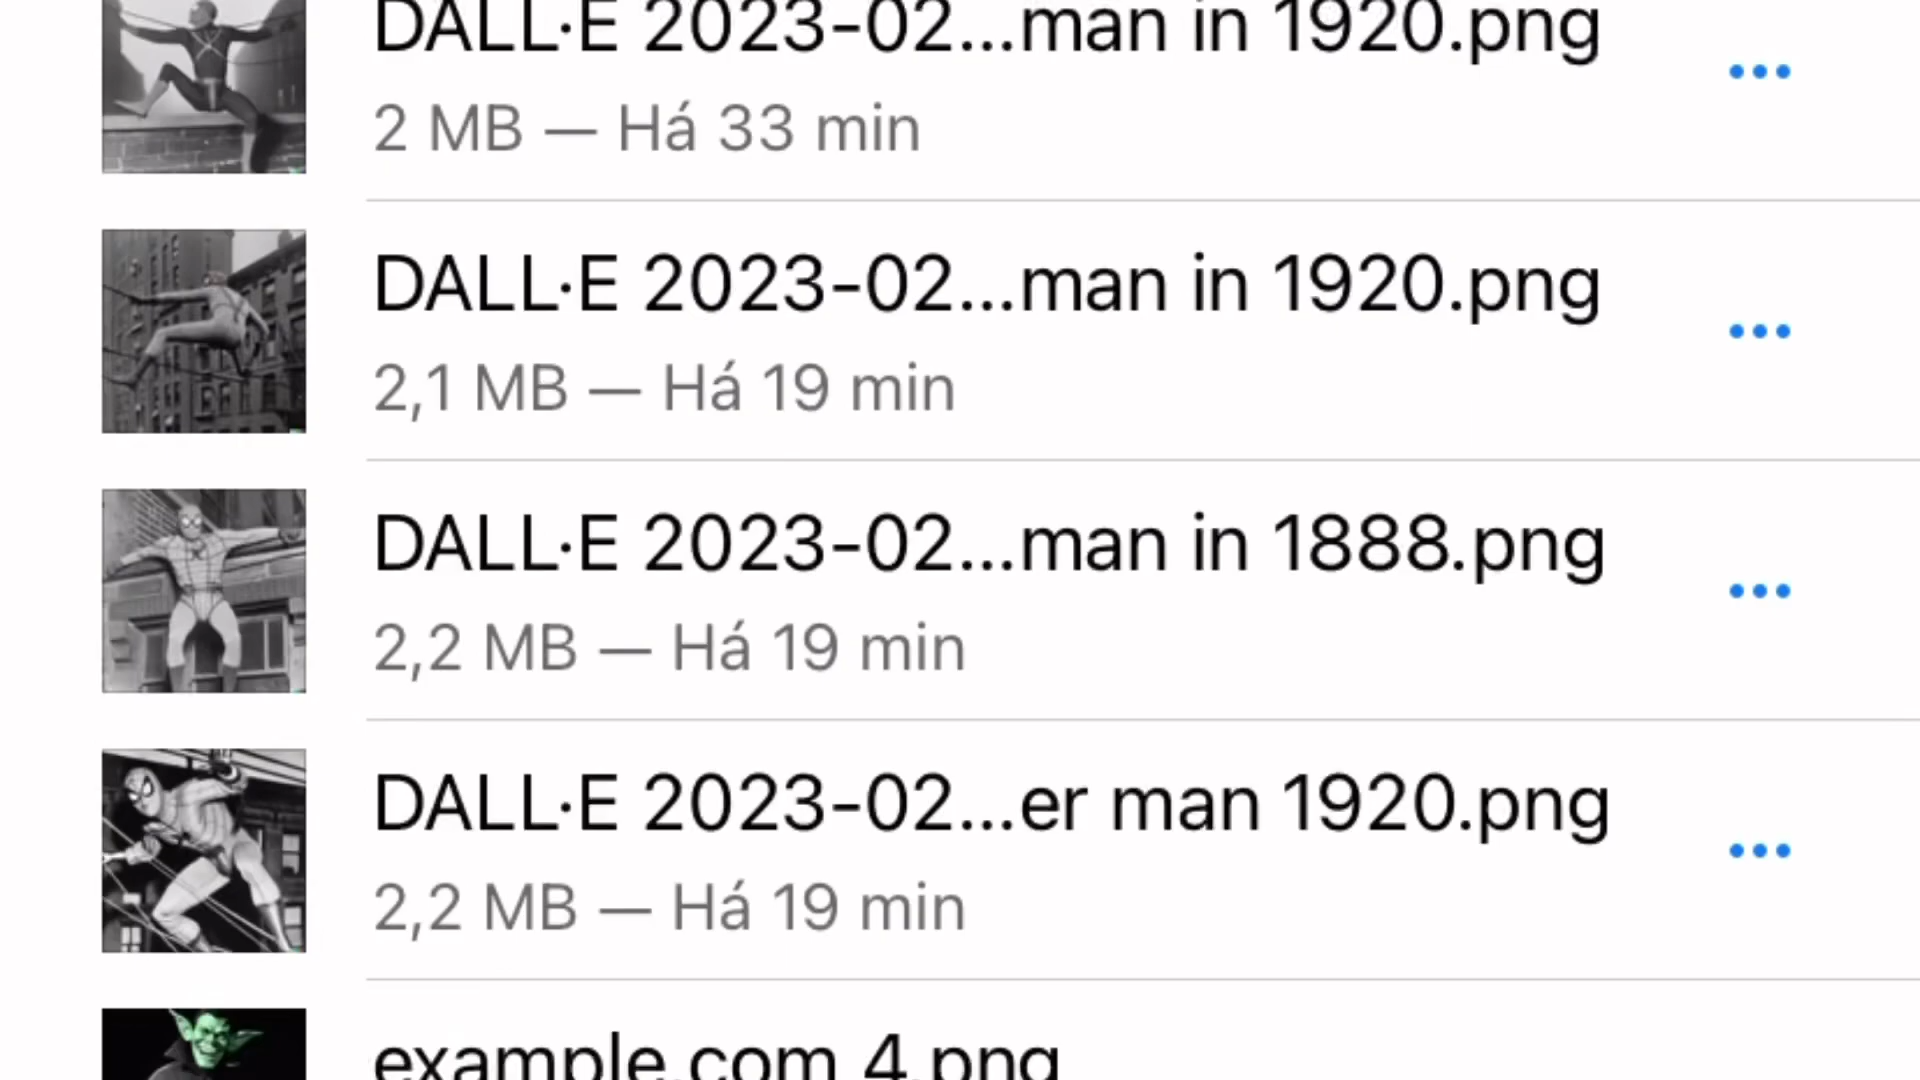 DALL·E 2023-02...man in 1920.png
2 MB — Há 33 min
DALL·E 2023-02...man in 1920.png
2,1 MB — Há 19 min
DALL·E 2023-02...man in 1888.png
2,2 MB — Há 19 min
DALL·E 2023-02...er man 1920.png
2,2 MB — Há 19 min
example.com 4.png